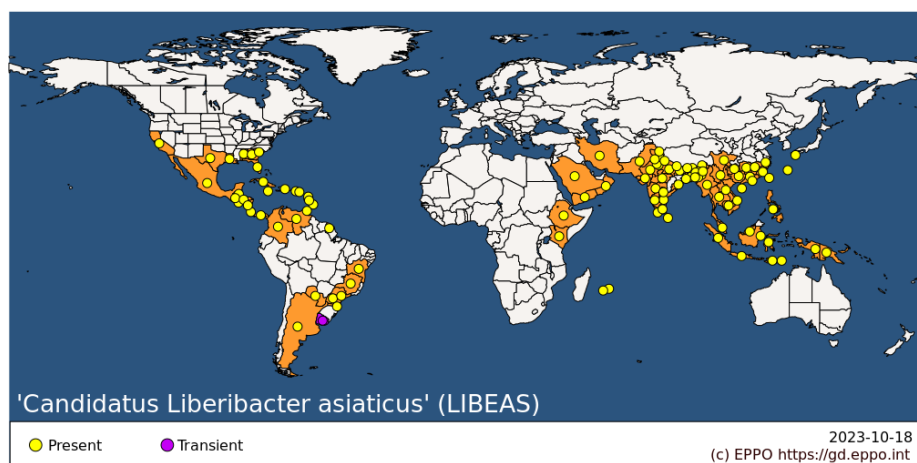 'Candidatus Liberibacter asiaticus' (LIBEAS)
Present
Transient
2023-10-18
(c) EPPO https://gd.eppo.int